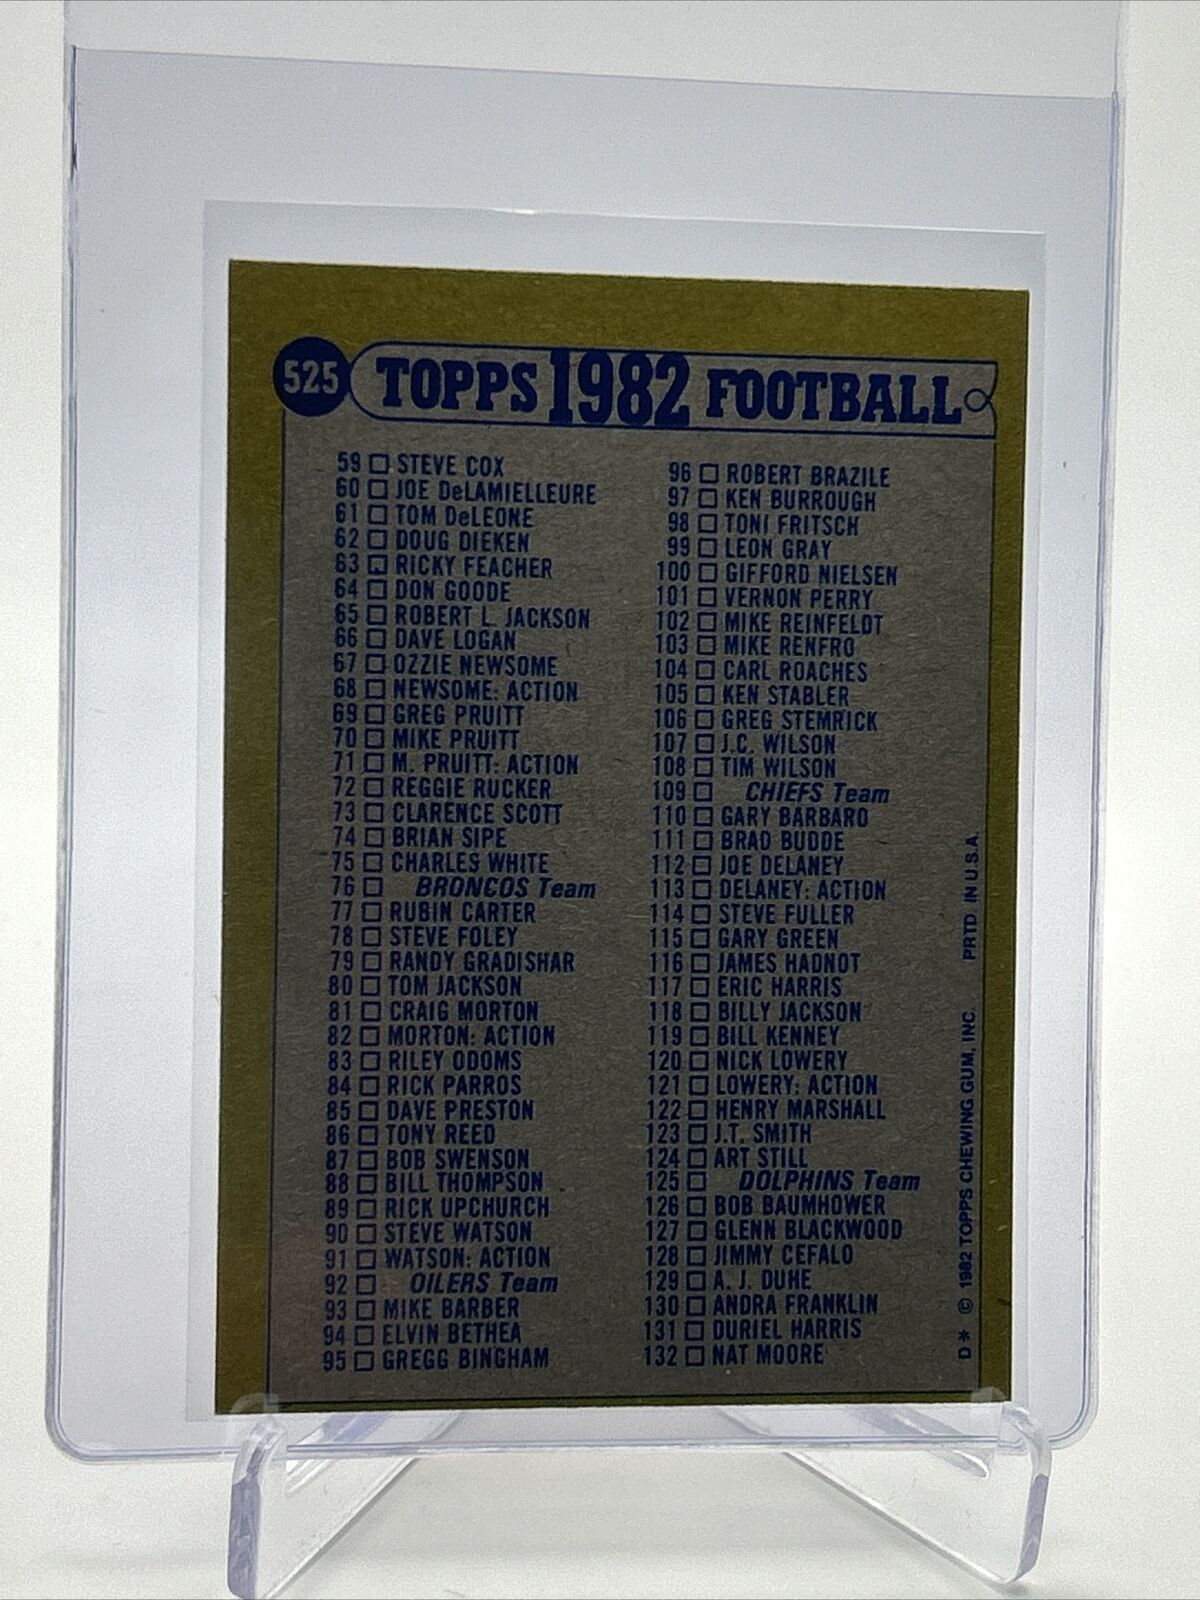 525 TOPPS 1982 FOOTBALL
59 STEVE COX
60 JOE DeLAMIELLEURE
61 TOM DeLEONE
62 DOUG DIEKEN
63 RICKY FEACHER
64 DON GOODE
65 ROBERT L. JACKSON
66 DAVE LOGAN
67 OZZIE NEWSOME
68 NEWSOME: ACTION
69 GREG PRUITT
70 MIKE PRUITT
71 M. PRUITT: ACTION
72 REGGIE RUCKER
73 CLARENCE SCOTT
74 BRIAN SIPE
75 CHARLES WHITE
76 BRONCOS Team
77 RUBIN CARTER
78 STEVE FOLEY
79 RANDY GRADISHAR
80 TOM JACKSON
81 CRAIG MORTON
82 MORTON: ACTION
83 RILEY ODOMS
84 RICK PARROS
85 DAVE PRESTON
86 TONY REED
87 BOB SWENSON
88 BILL THOMPSON
89 RICK UPCHURCH
90 STEVE WATSON
91 WATSON: ACTION
92 OILERS Team
93 MIKE BARBER
94 ELVIN BETHEA
95 GREGG BINGHAM
96 ROBERT BRAZILE
97 KEN BURROUGH
98 TONI FRITSCH
99 LEON GRAY
100 GIFFORD NIELSEN
101 VERNON PERRY
102 MIKE REINFELDT
103 MIKE RENFRO
104 CARL ROACHES
105 KEN STABLER
106 GREG STEMRICK
107 J.C. WILSON
108 TIM WILSON
109 CHIEFS Team
110 GARY BARBARO
111 BRAD BUDDE
112 JOE DELANEY
113 DELANEY: ACTION
114 STEVE FULLER
115 GARY GREEN
116 JAMES HADNOT
117 ERIC HARRIS
118 BILLY JACKSON
119 BILL KENNEY
120 NICK LOWERY
121 LOWERY: ACTION
122 HENRY MARSHALL
123 J.T. SMITH
124 ART STILL
125 DOLPHINS Team
126 BOB BAUMHOWER
127 GLENN BLACKWOOD
128 JIMMY CEFALO
129 A. J. DUHE
130 ANDRA FRANKLIN
131 DURIEL HARRIS
132 NAT MOORE
D* © 1982 TOPPS CHEWING GUM, INC. PRTD. IN U.S.A.